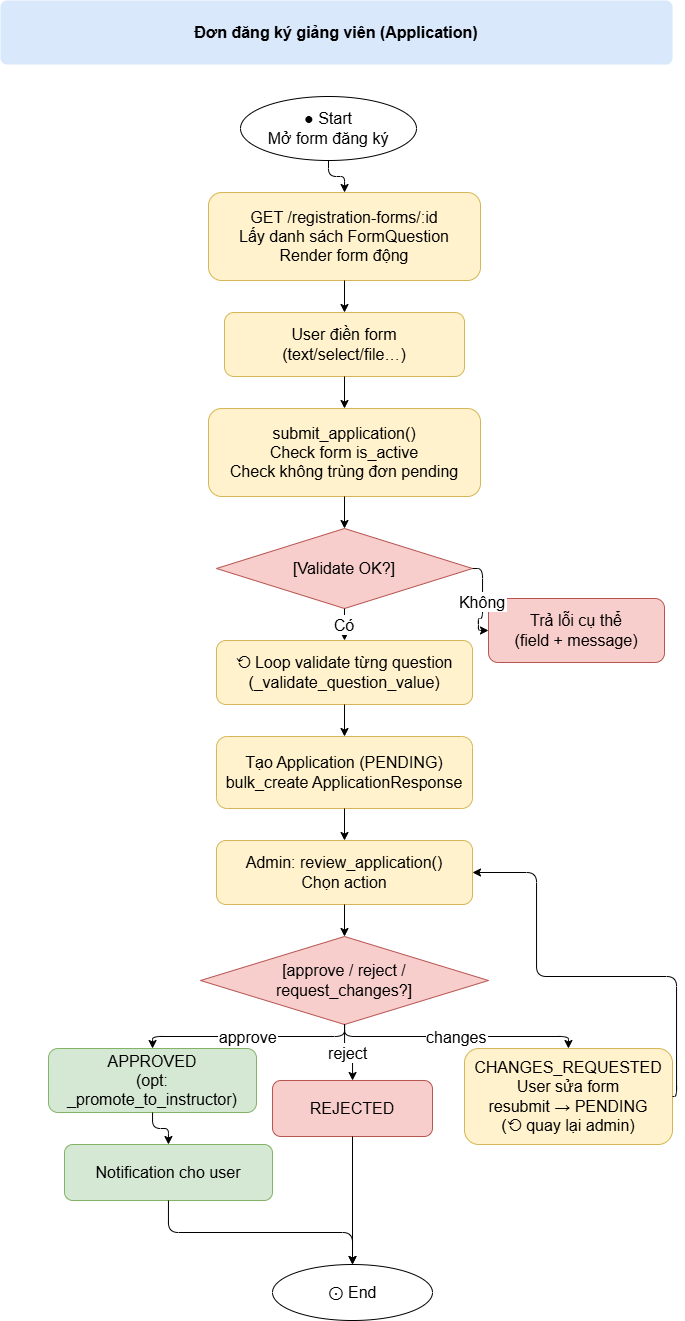 Đơn đăng ký giảng viên (Application)
● Start
Mở form đăng ký
GET /registration-forms/:id
Lấy danh sách FormQuestion
Render form động
User điền form
(text/select/file…)
submit_application()
Check form is_active
Check không trùng đơn pending
[Validate OK?]
Không
Trả lỗi cụ thể
(field + message)
Có
⟲ Loop validate từng question
(_validate_question_value)
Tạo Application (PENDING)
bulk_create ApplicationResponse
Admin: review_application()
Chọn action
[approve / reject /
request_changes?]
approve
reject
changes
APPROVED
(opt:
_promote_to_instructor)
REJECTED
CHANGES_REQUESTED
User sửa form
resubmit → PENDING
(⟲ quay lại admin)
Notification cho user
⊙ End